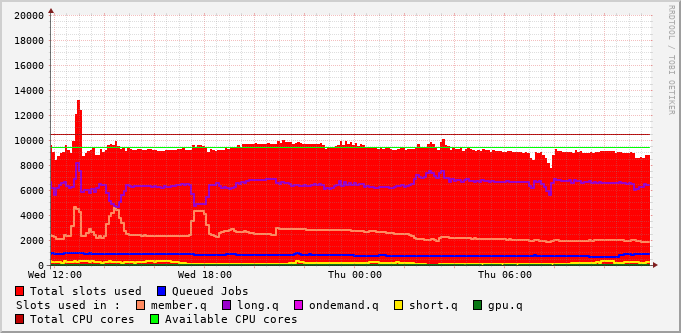 20000
18000
16000
14000
12000
10000
8000
6000
4000
2000
0
Wed 12:00 Wed 18:00 Thu 00:00 Thu 06:00
RRDTOOL / TOBI OETIKER
Total slots used Queued Jobs
Slots used in : member.q long.q ondemand.q short.q gpu.q
Total CPU cores Available CPU cores